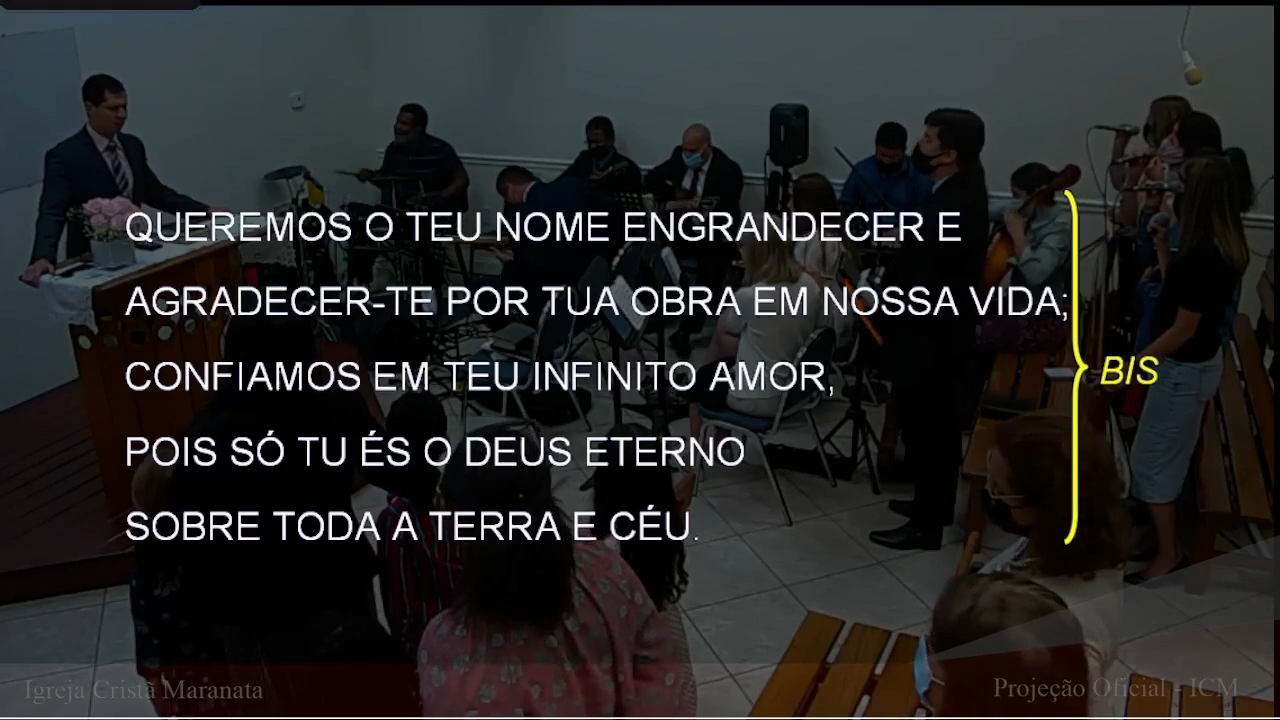 QUEREMOS O TEU NOME ENGRANDECER E
AGRADECER-TE POR TUA OBRA EM NOSSA VIDA;
CONFIAMOS EM TEU INFINITO AMOR,
POIS SÓ TU ÉS O DEUS ETERNO
SOBRE TODA A TERRA E CÉU.
BIS
Igreja Cristã Maranata
Projeção Oficial - ICM